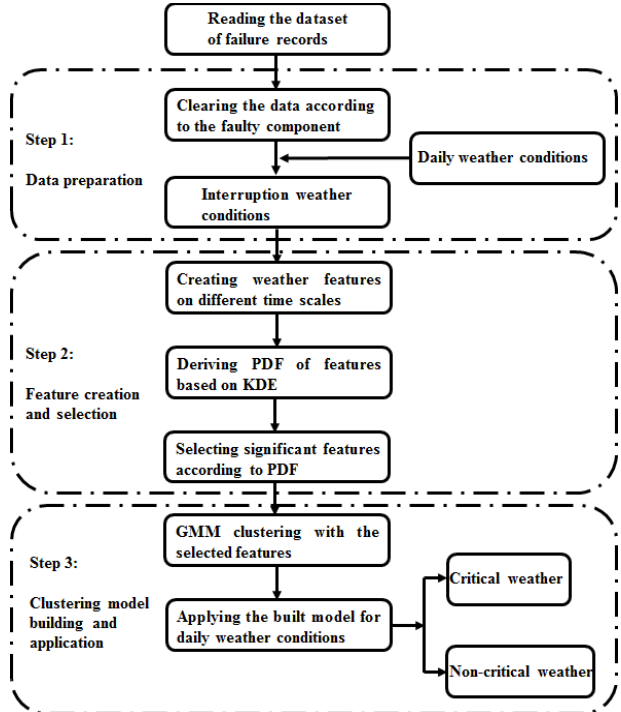 Reading the dataset
of failure records
Step 1:
Data preparation
Clearing the data according
to the faulty component
Daily weather conditions
Interruption weather
conditions
Step 2:
Feature creation
and selection
Creating weather features
on different time scales
Deriving PDF of features
based on KDE
Selecting significant features
according to PDF
Step 3:
Clustering model
building and
application
GMM clustering with the
selected features
Applying the built model for
daily weather conditions
Critical weather
Non-critical weather